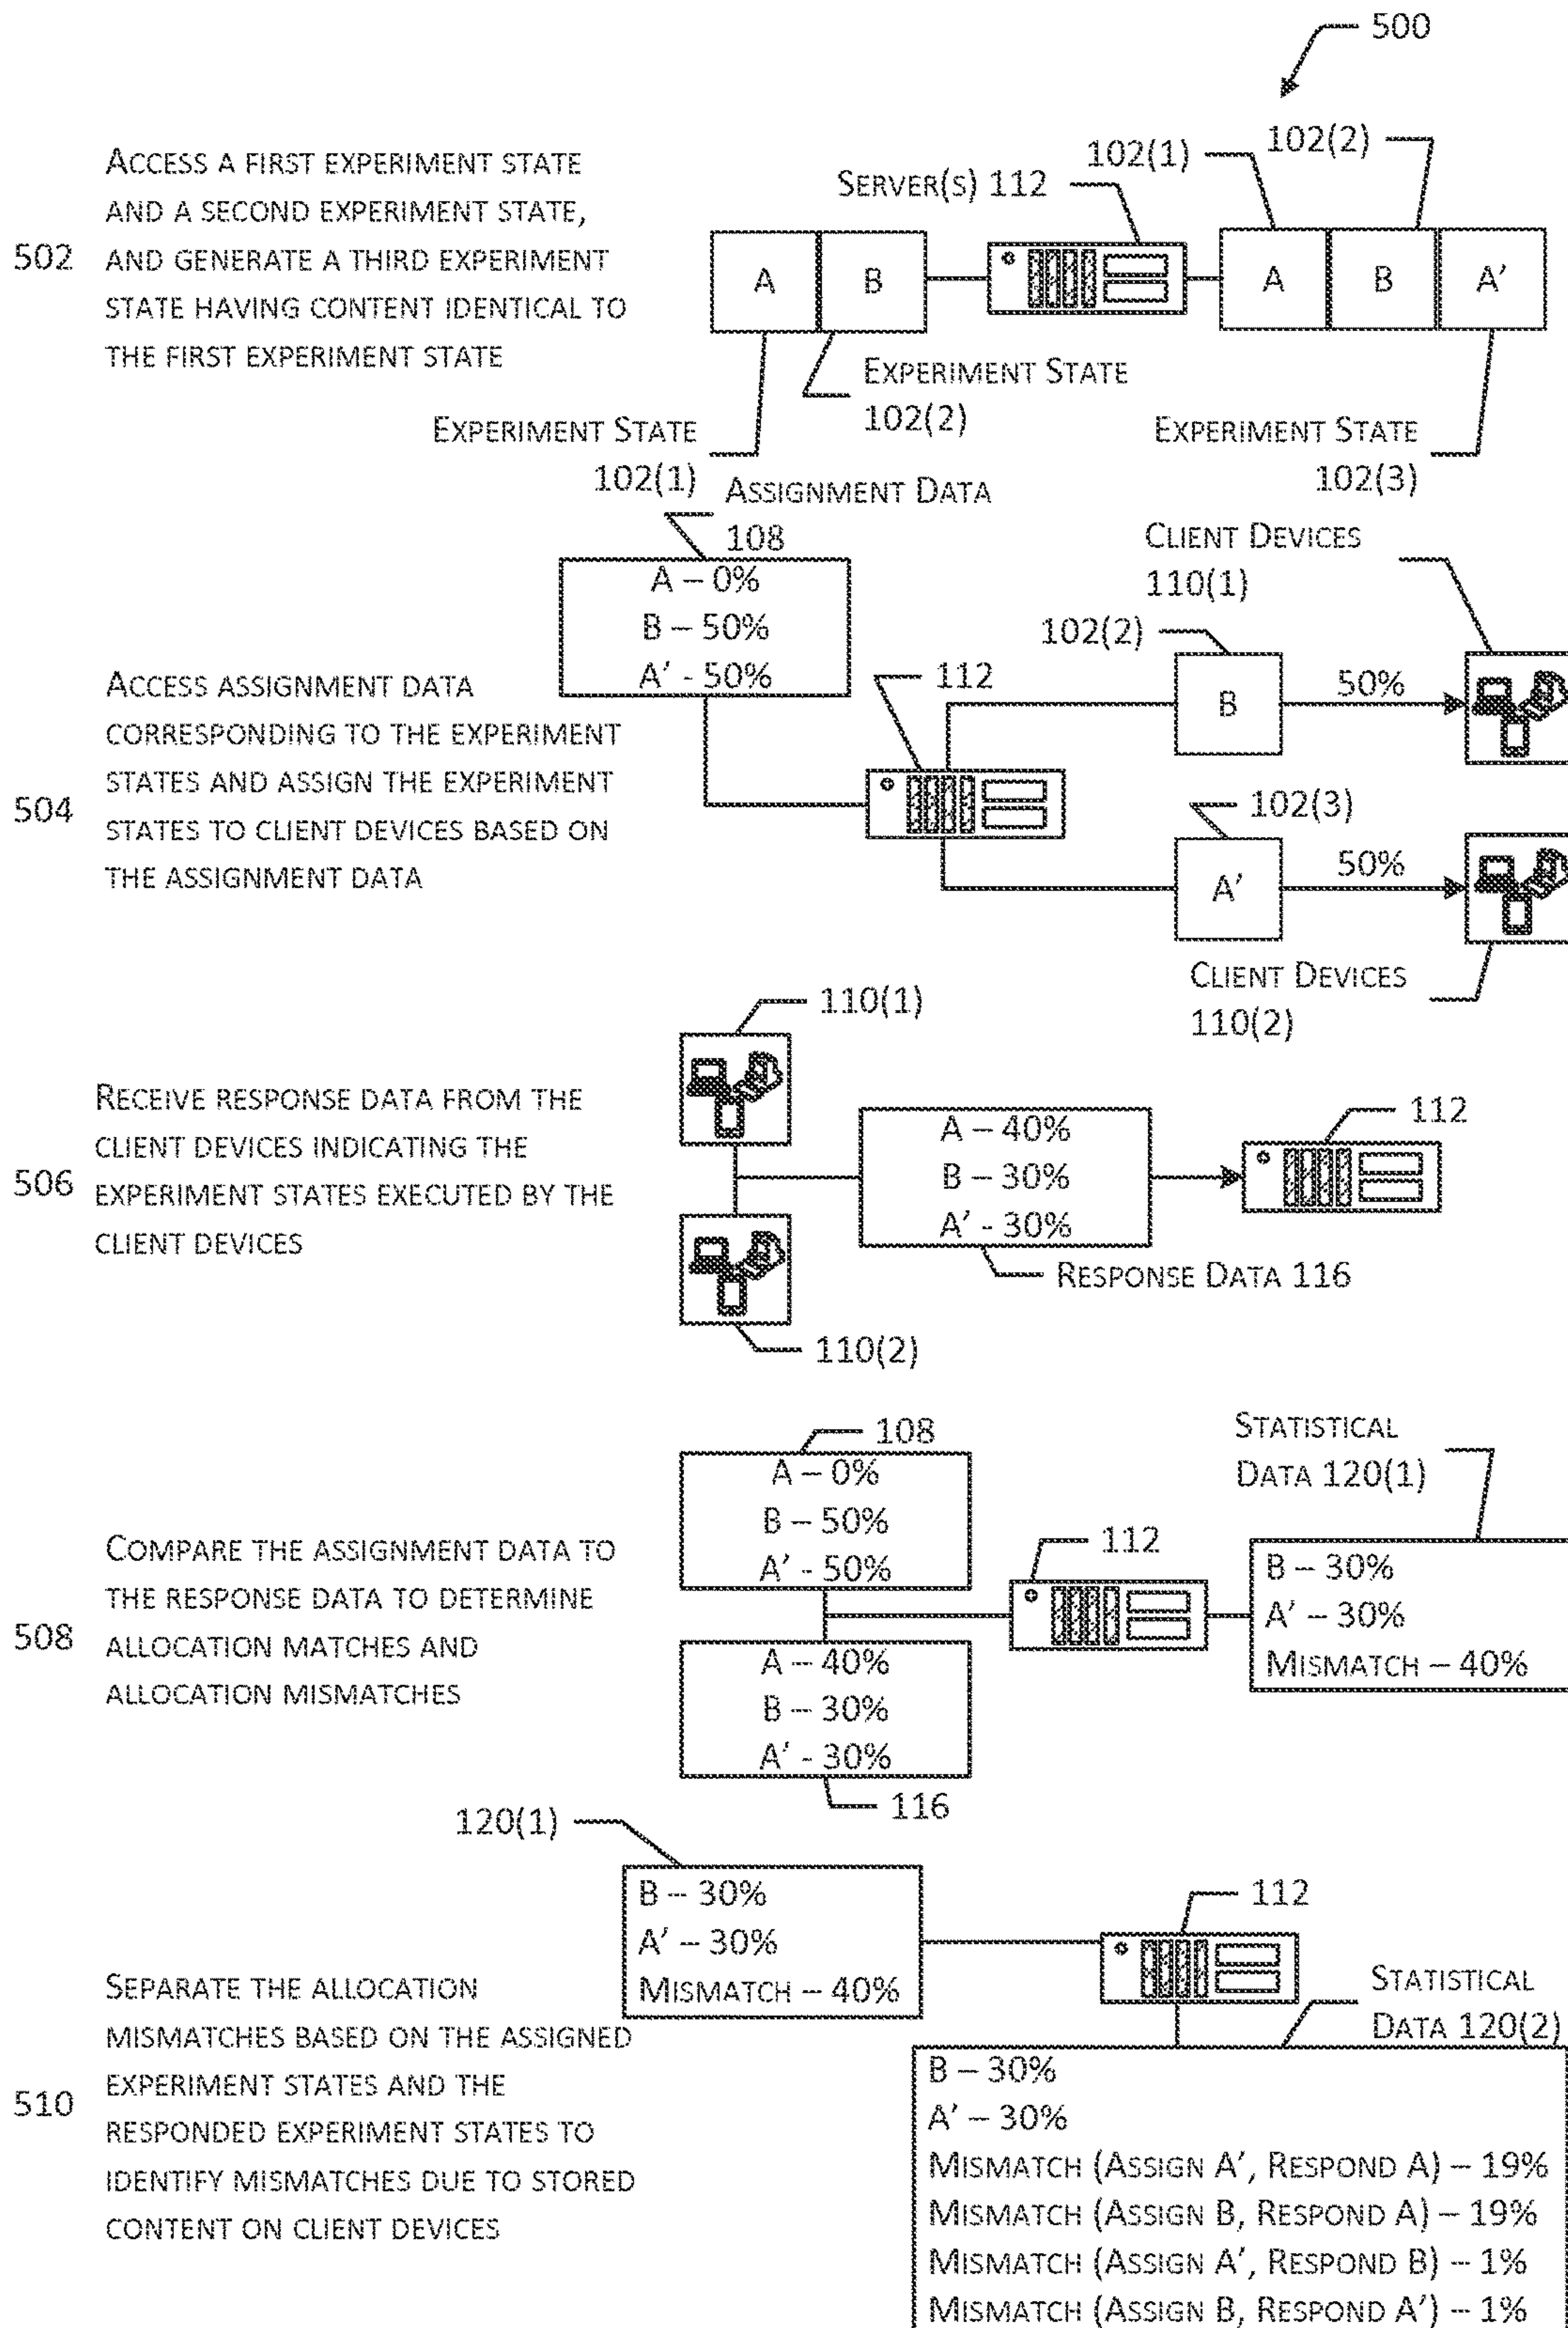 500
502
ACCESS A FIRST EXPERIMENT STATE
AND A SECOND EXPERIMENT STATE,
AND GENERATE A THIRD EXPERIMENT
STATE HAVING CONTENT IDENTICAL TO
THE FIRST EXPERIMENT STATE
SERVER(S) 112
102(1)
102(2)
A
B
A
B
A'
EXPERIMENT STATE
102(1)
EXPERIMENT STATE
102(2)
EXPERIMENT STATE
102(3)
504
ACCESS ASSIGNMENT DATA
CORRESPONDING TO THE EXPERIMENT
STATES AND ASSIGN THE EXPERIMENT
STATES TO CLIENT DEVICES BASED ON
THE ASSIGNMENT DATA
ASSIGNMENT DATA
108
A – 0%
B – 50%
A' - 50%
112
102(2)
B
50%
CLIENT DEVICES
110(1)
102(3)
A'
50%
CLIENT DEVICES
110(2)
506
RECEIVE RESPONSE DATA FROM THE
CLIENT DEVICES INDICATING THE
EXPERIMENT STATES EXECUTED BY THE
CLIENT DEVICES
110(1)
110(2)
A – 40%
B – 30%
A' - 30%
RESPONSE DATA 116
112
508
COMPARE THE ASSIGNMENT DATA TO
THE RESPONSE DATA TO DETERMINE
ALLOCATION MATCHES AND
ALLOCATION MISMATCHES
108
A – 0%
B – 50%
A' - 50%
A – 40%
B – 30%
A' - 30%
116
112
STATISTICAL
DATA 120(1)
B – 30%
A' – 30%
MISMATCH – 40%
510
SEPARATE THE ALLOCATION
MISMATCHES BASED ON THE ASSIGNED
EXPERIMENT STATES AND THE
RESPONDED EXPERIMENT STATES TO
IDENTIFY MISMATCHES DUE TO STORED
CONTENT ON CLIENT DEVICES
120(1)
B – 30%
A' – 30%
MISMATCH – 40%
112
STATISTICAL
DATA 120(2)
B – 30%
A' – 30%
MISMATCH (ASSIGN A', RESPOND A) – 19%
MISMATCH (ASSIGN B, RESPOND A) – 19%
MISMATCH (ASSIGN A', RESPOND B) – 1%
MISMATCH (ASSIGN B, RESPOND A') – 1%